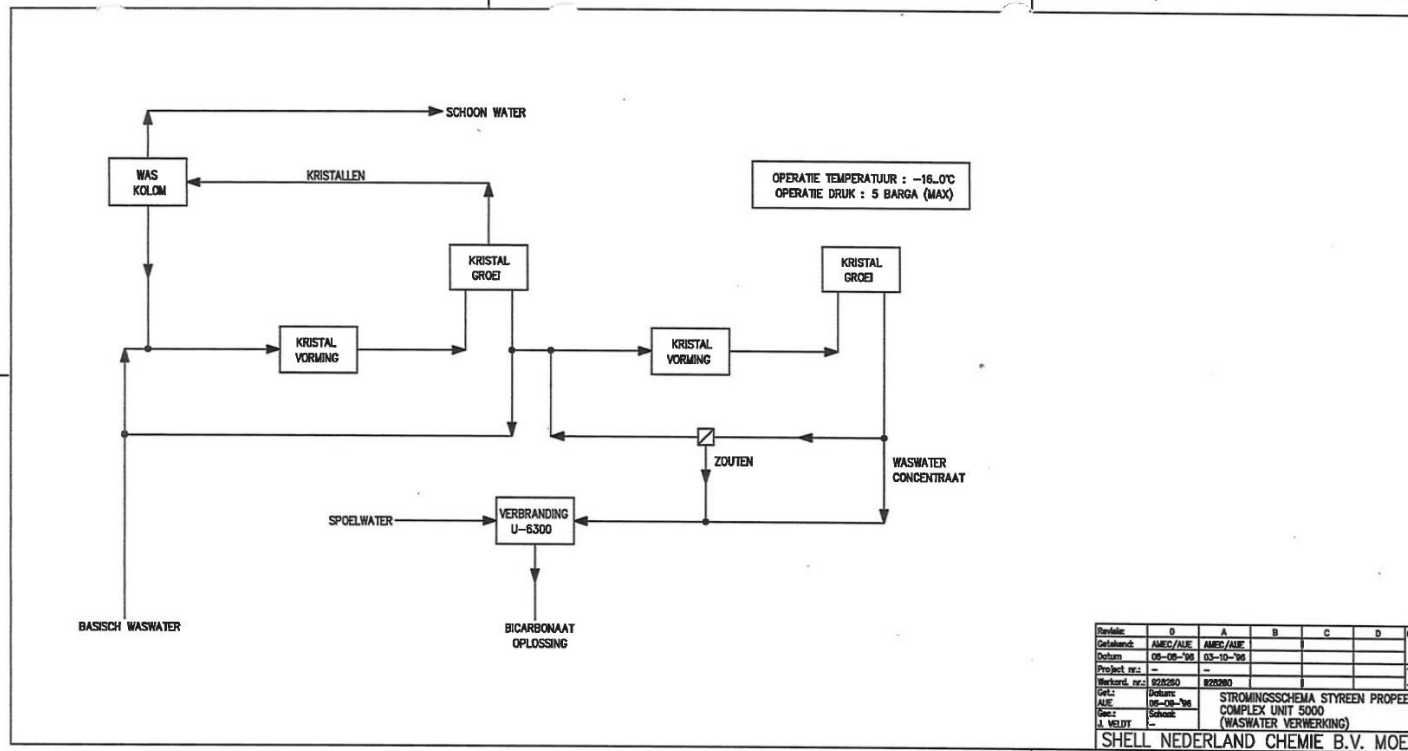 SCHOON WATER
WAS
KOLOM
KRISTALLEN
OPERATIE TEMPERATUUR : -16..0°C
OPERATIE DRUK : 5 BARGA (MAX)
KRISTAL
GROEI
KRISTAL
GROEI
KRISTAL
VORMING
KRISTAL
VORMING
ZOUTEN
WASWATER
CONCENTRAAT
SPOELWATER
VERBRANDING
U-6300
BASISCH WASWATER
BICARBONAAT
OPLOSSING
Revisie: 0 A B C D
Getekend: AMEC/AUE AMEC/AUE
Datum 06-08-'96 03-10-'96
Project nr.: - -
Werkord. nr.: 928260 928260
Get.: Datum:
AUE 06-08-'96
Gec.: Schaal:
J. VELDT -
STROMINGSSCHEMA STYREEN PROPEE
COMPLEX UNIT 5000
(WASWATER VERWERKING)
SHELL NEDERLAND CHEMIE B.V. MOE